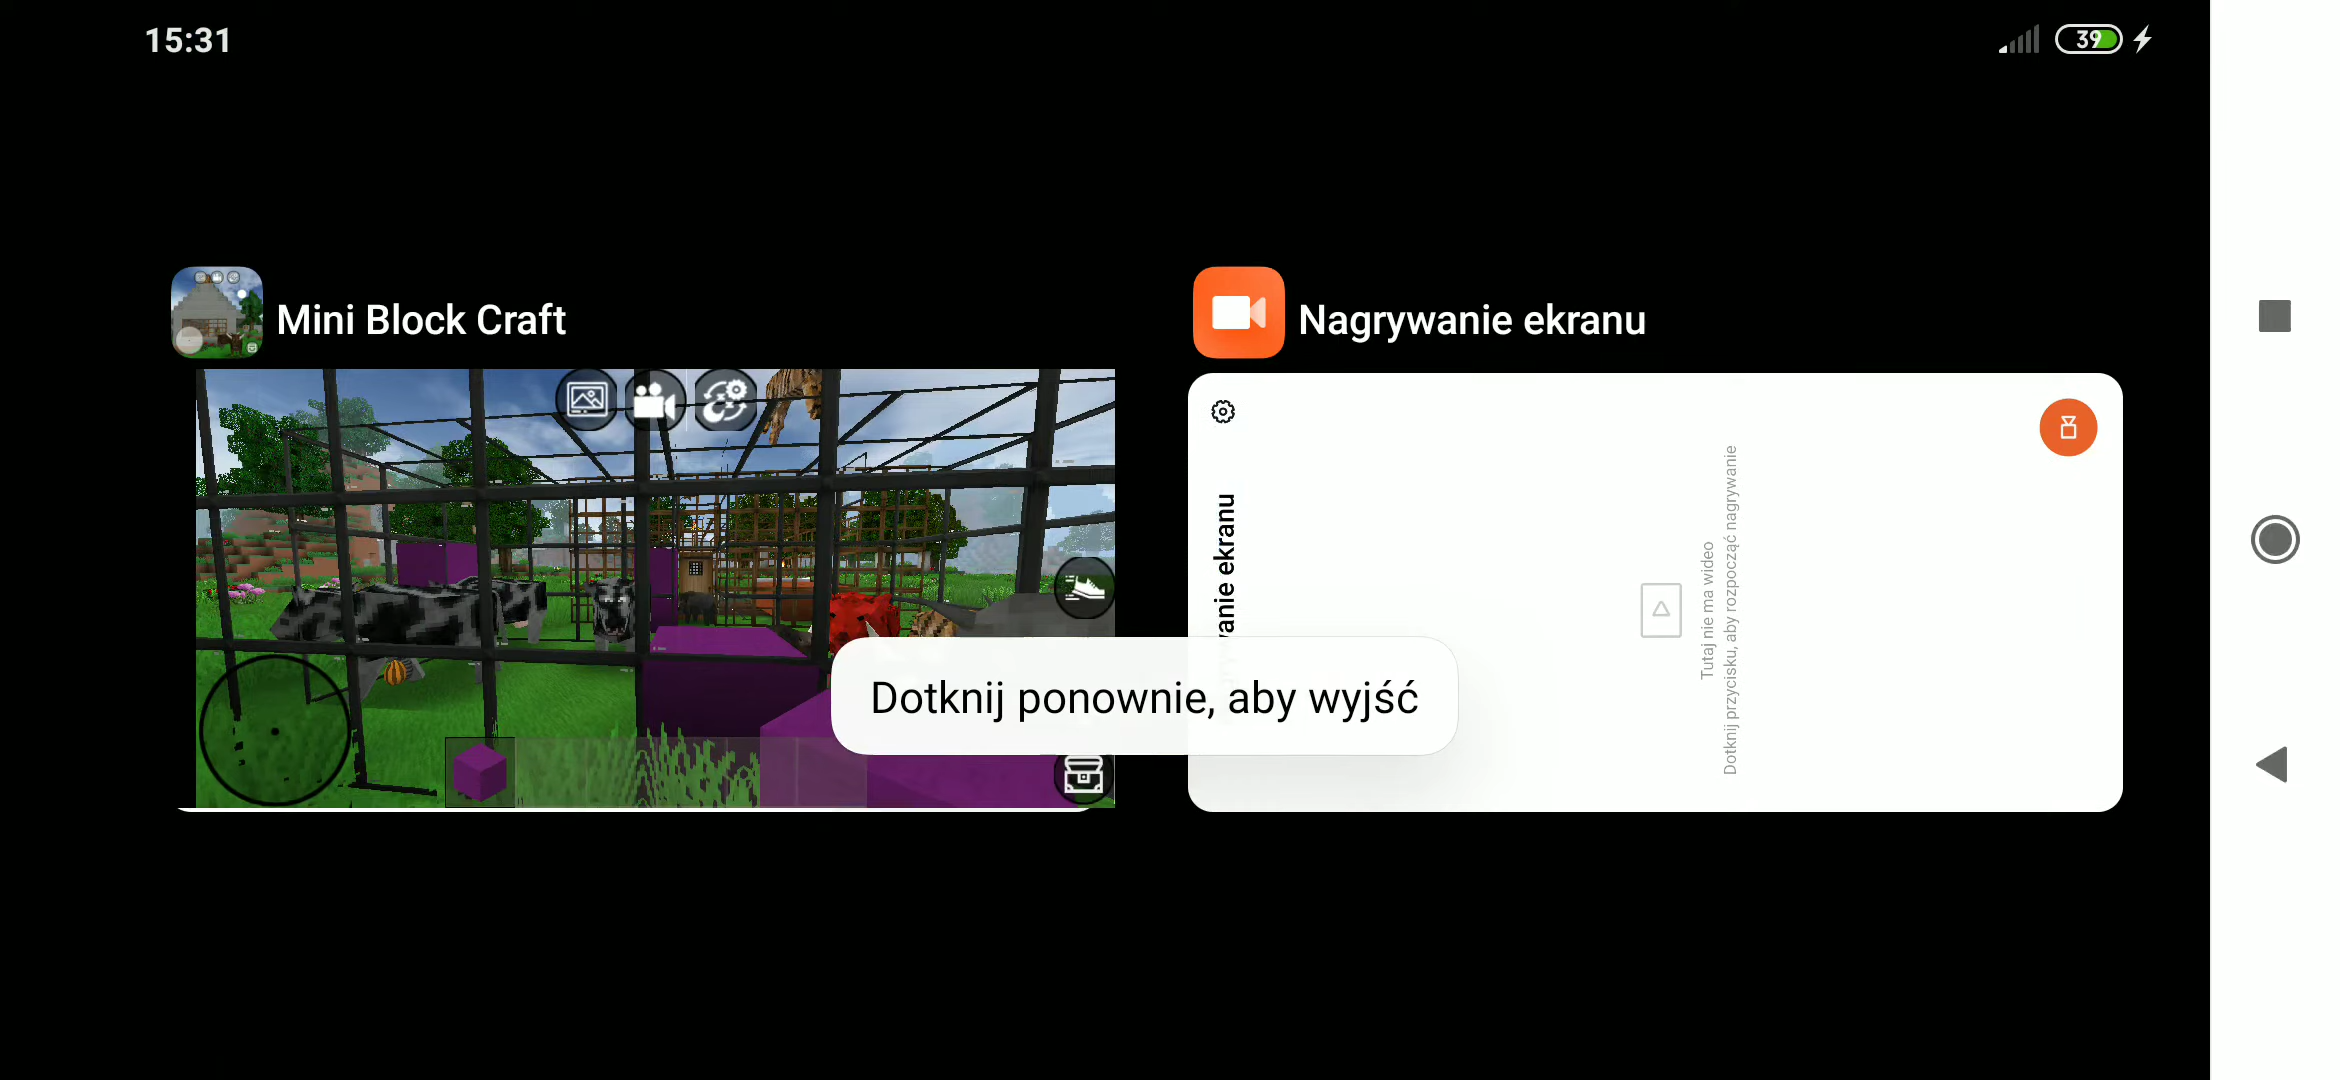 15:31
39
Mini Block Craft
Nagrywanie ekranu
wanie ekranu
Tutaj nie ma wideo
Dotknij przycisku, aby rozpocząć nagrywanie
Dotknij ponownie, aby wyjść